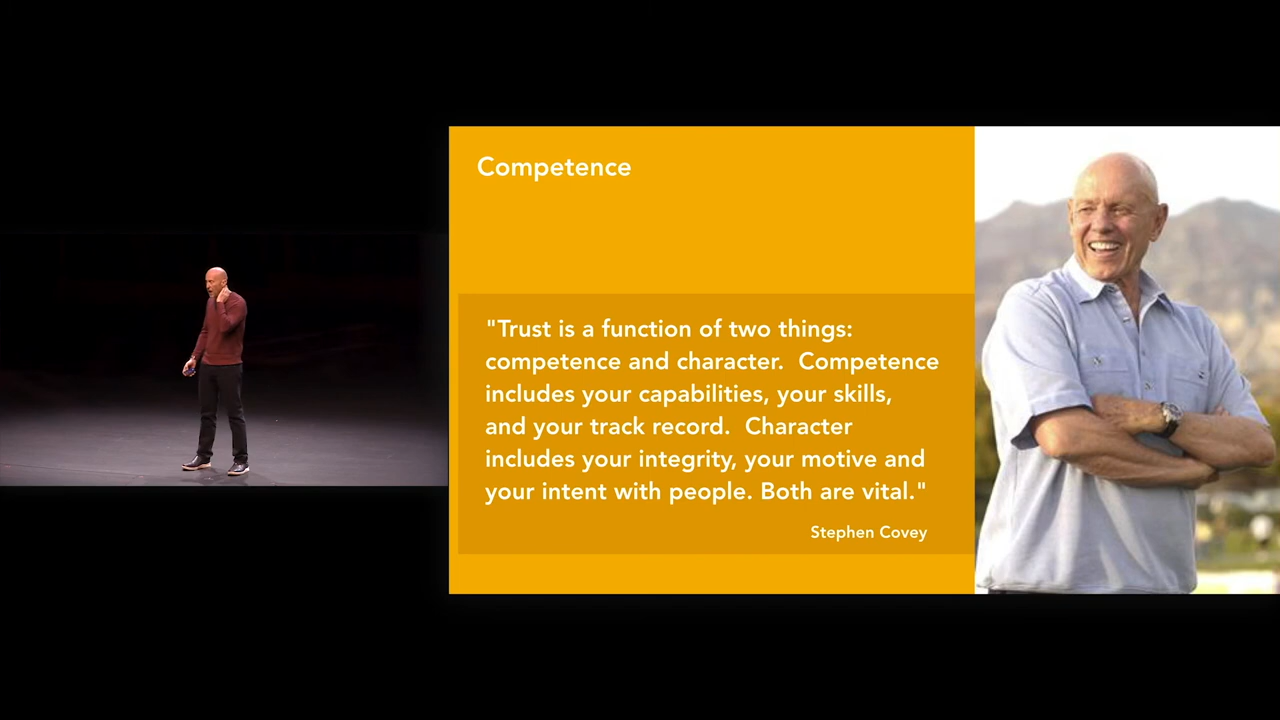 Competence
"Trust is a function of two things:
competence and character.  Competence
includes your capabilities, your skills,
and your track record.  Character
includes your integrity, your motive and
your intent with people. Both are vital."
Stephen Covey